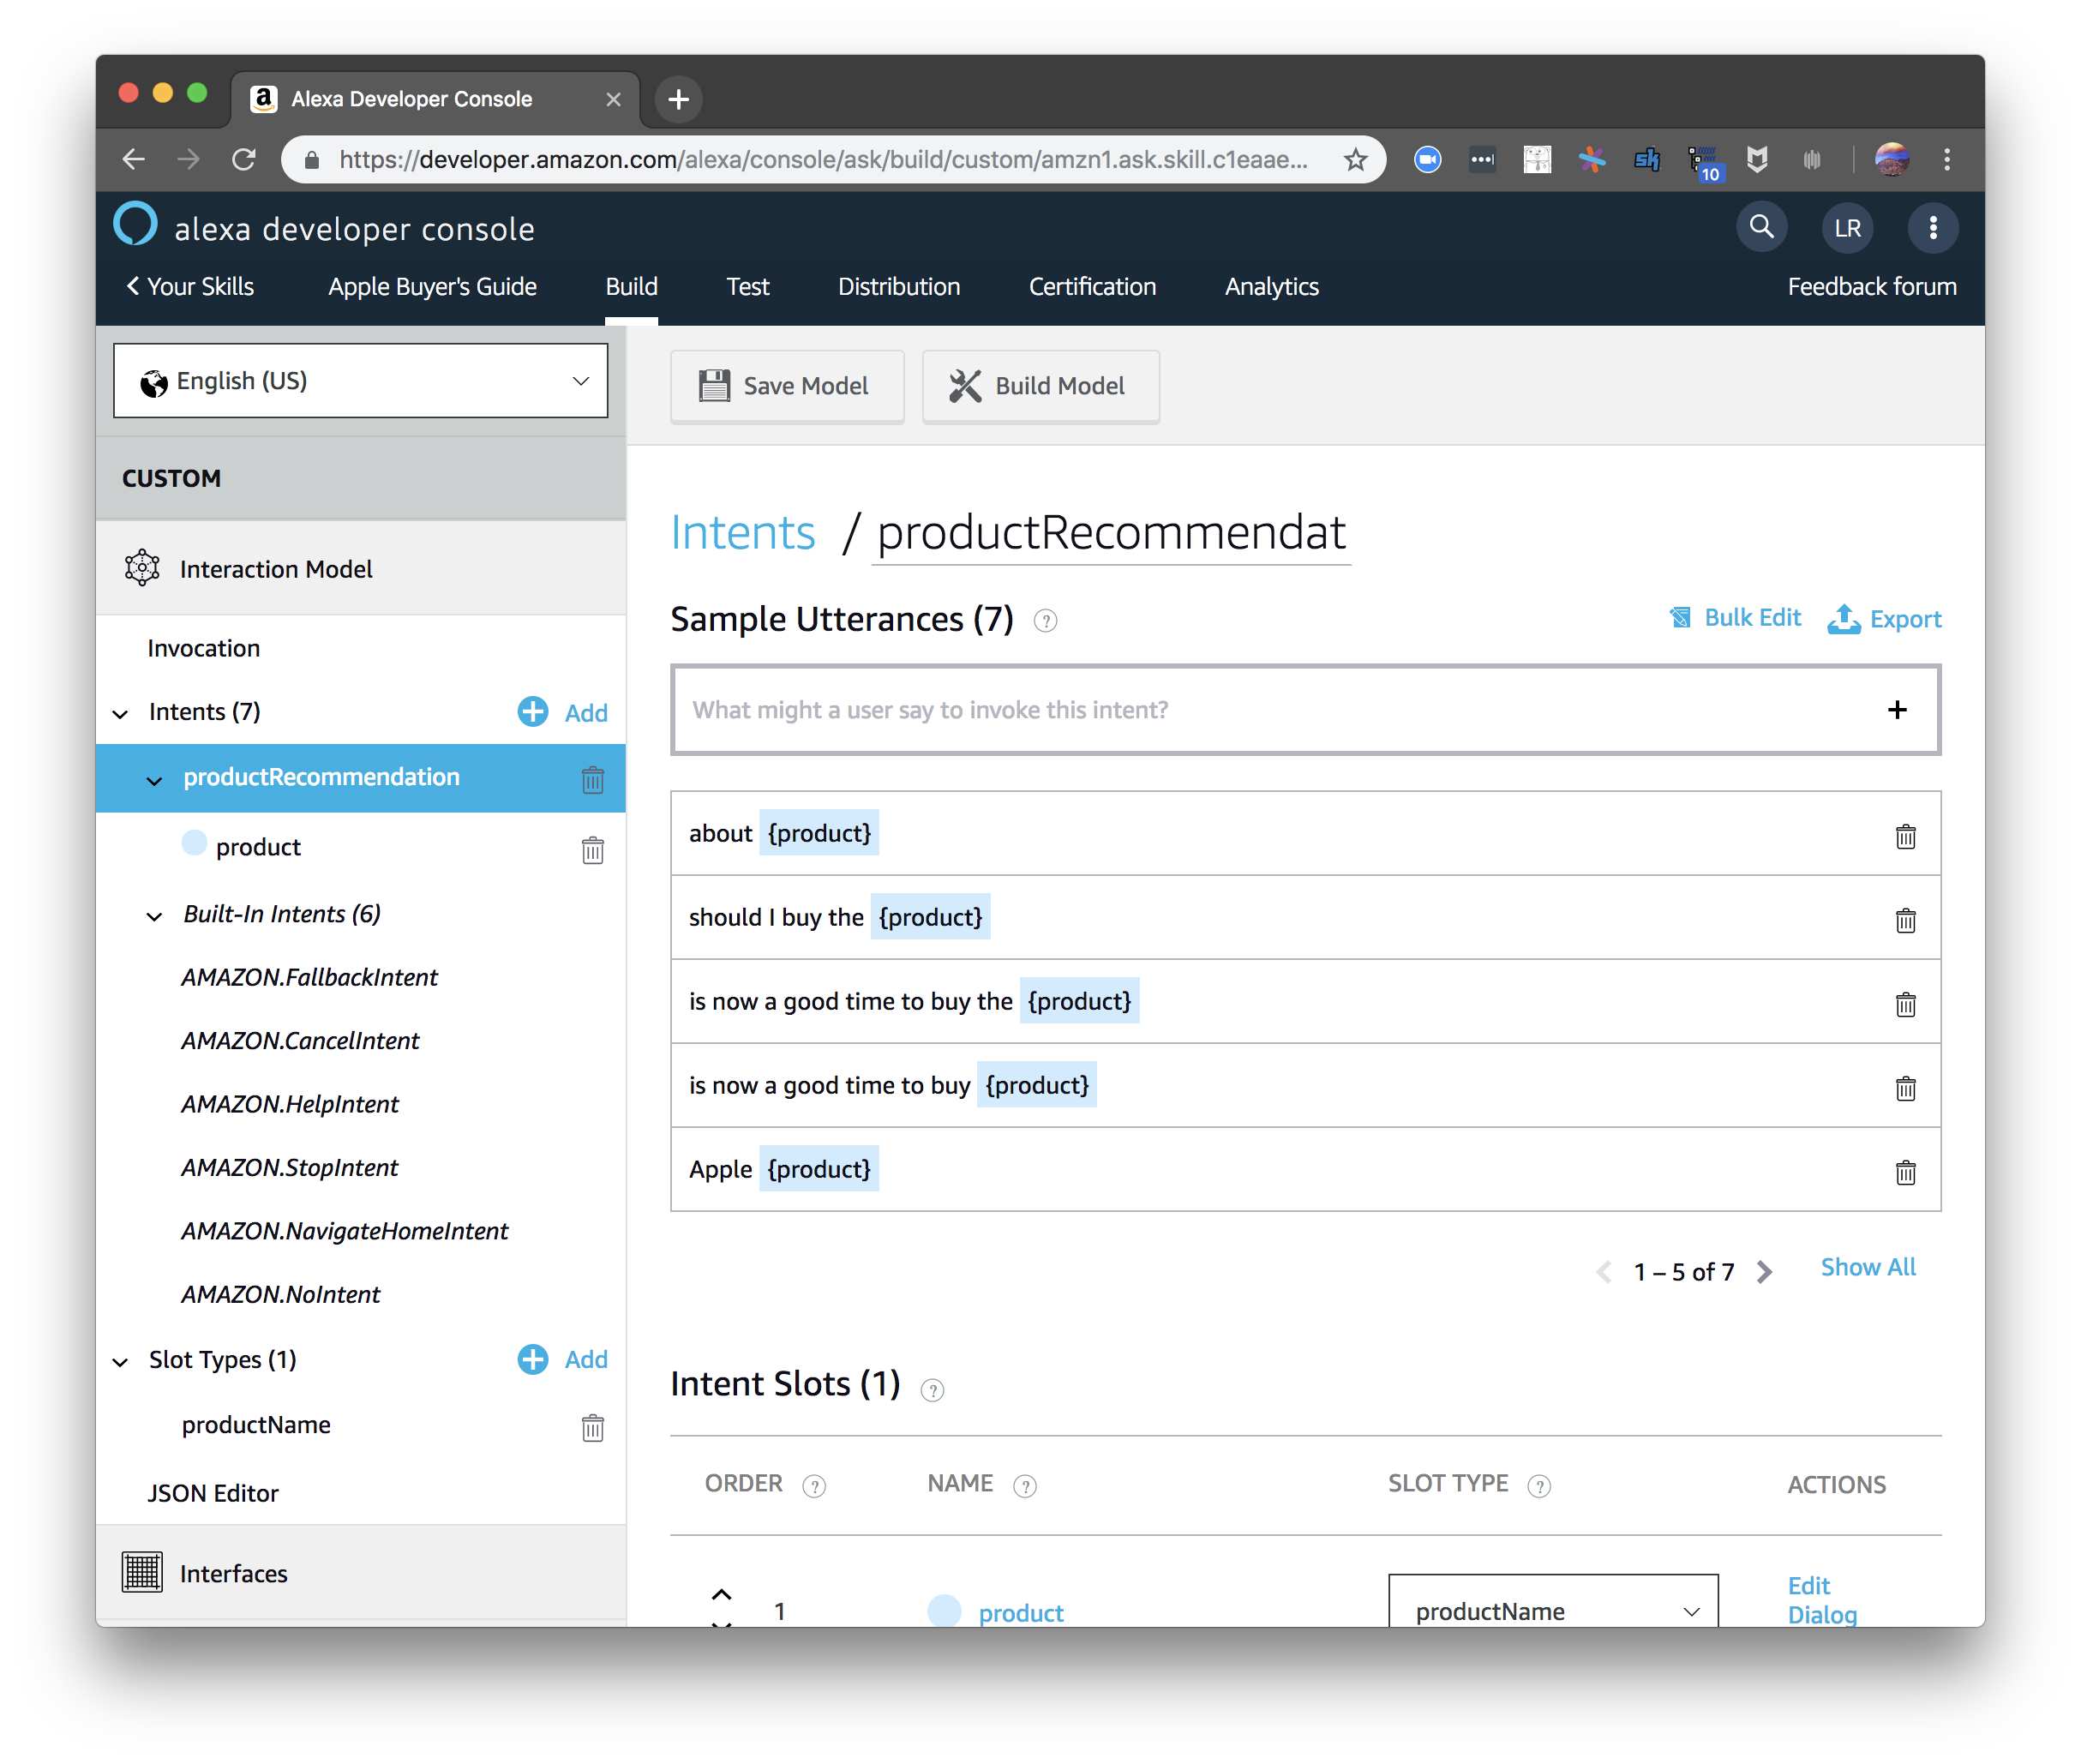 Alexa Developer Console
https://developer.amazon.com/alexa/console/ask/build/custom/amzn1.ask.skill.c1eaae...
sk
10
alexa developer console
LR
Your Skills
Apple Buyer's Guide
Build
Test
Distribution
Certification
Analytics
Feedback forum
English (US)
Save Model
Build Model
CUSTOM
Interaction Model
Invocation
Intents (7)
Add
productRecommendation
product
Built-In Intents (6)
AMAZON.FallbackIntent
AMAZON.CancelIntent
AMAZON.HelpIntent
AMAZON.StopIntent
AMAZON.NavigateHomeIntent
AMAZON.NoIntent
Slot Types (1)
Add
productName
JSON Editor
Interfaces
Intents / productRecommendat
Sample Utterances (7) ?
Bulk Edit
Export
What might a user say to invoke this intent?
about {product}
should I buy the {product}
is now a good time to buy the {product}
is now a good time to buy {product}
Apple {product}
1 – 5 of 7
Show All
Intent Slots (1) ?
ORDER ?
NAME ?
SLOT TYPE ?
ACTIONS
1
product
productName
Edit
Dialog